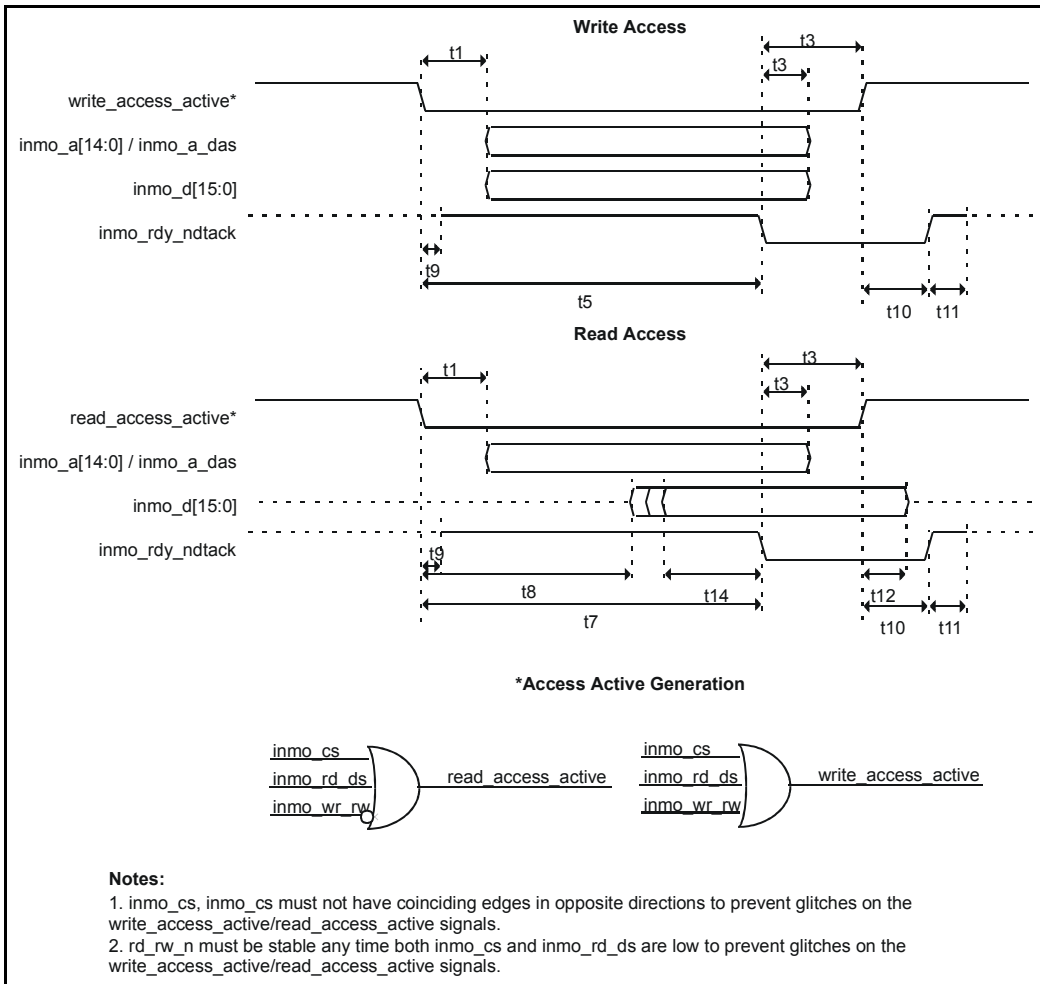 Write Access
t3
t1
t3
write_access_active*
inmo_a[14:0] / inmo_a_das
inmo_d[15:0]
inmo_rdy_ndtack
t9
t5
t10
t11
Read Access
t3
t1
t3
read_access_active*
inmo_a[14:0] / inmo_a_das
inmo_d[15:0]
inmo_rdy_ndtack
t9
t8
t14
t12
t7
t10
t11
*Access Active Generation
inmo_cs
inmo_rd_ds
inmo_wr_rw
read_access_active
inmo_cs
inmo_rd_ds
inmo_wr_rw
write_access_active
Notes:
1. inmo_cs, inmo_cs must not have coinciding edges in opposite directions to prevent glitches on the
write_access_active/read_access_active signals.
2. rd_rw_n must be stable any time both inmo_cs and inmo_rd_ds are low to prevent glitches on the
write_access_active/read_access_active signals.